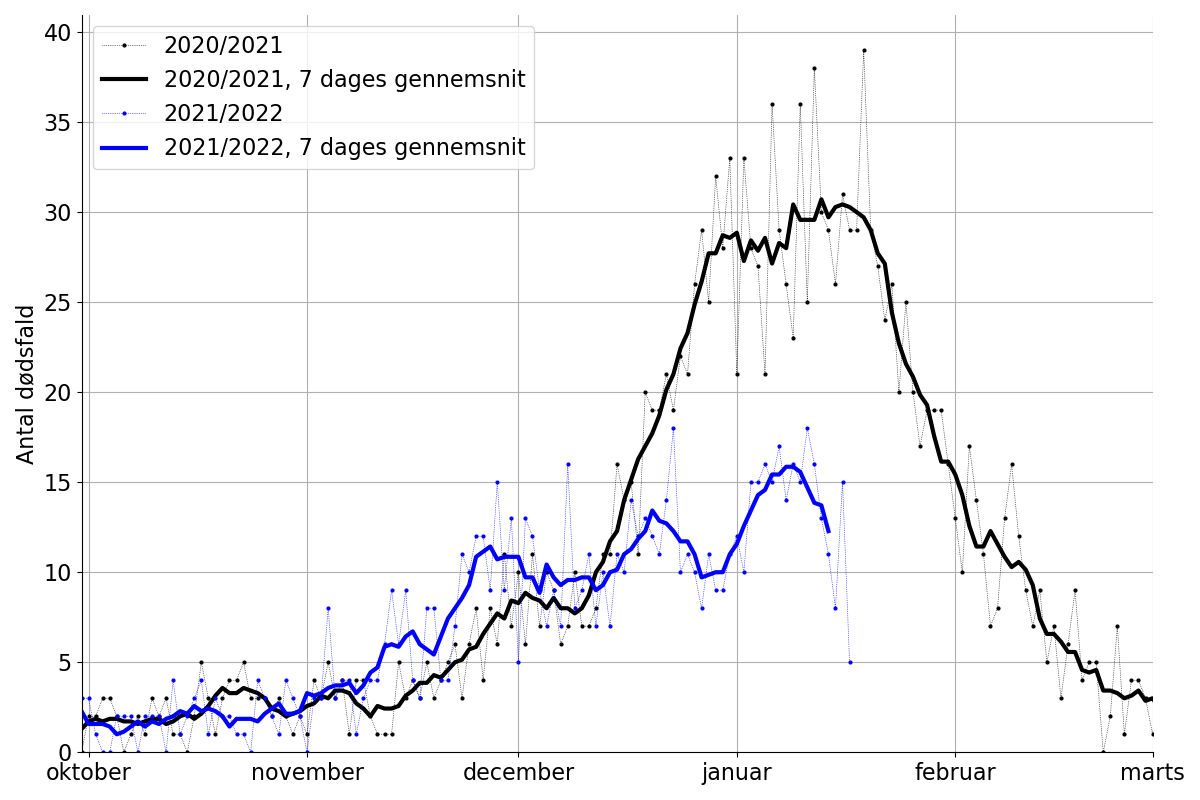 40
35
30
25
20
15
10
5
0
Antal dødsfald
2020/2021
2020/2021, 7 dages gennemsnit
2021/2022
2021/2022, 7 dages gennemsnit
oktober november december januar februar marts